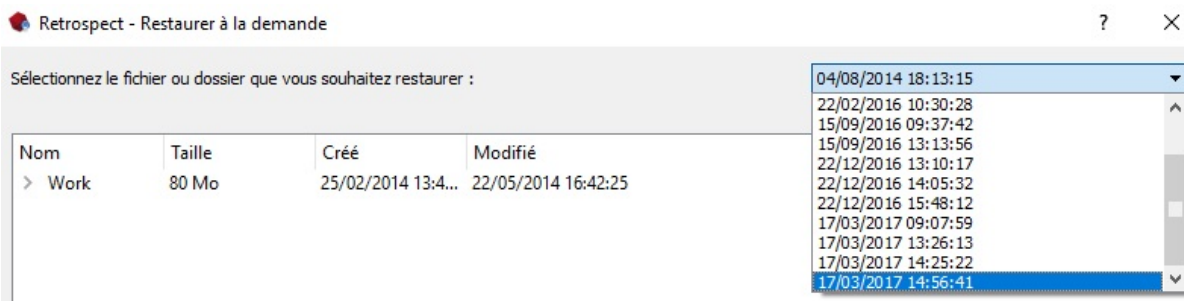 Retrospect - Restaurer à la demande ? ×
Sélectionnez le fichier ou dossier que vous souhaitez restaurer : 04/08/2014 18:13:15
22/02/2016 10:30:28
15/09/2016 09:37:42
15/09/2016 13:13:56
22/12/2016 13:10:17
22/12/2016 14:05:32
22/12/2016 15:48:12
17/03/2017 09:07:59
17/03/2017 13:26:13
17/03/2017 14:25:22
17/03/2017 14:56:41
Nom Taille Créé Modifié
Work 80 Mo 25/02/2014 13:4... 22/05/2014 16:42:25